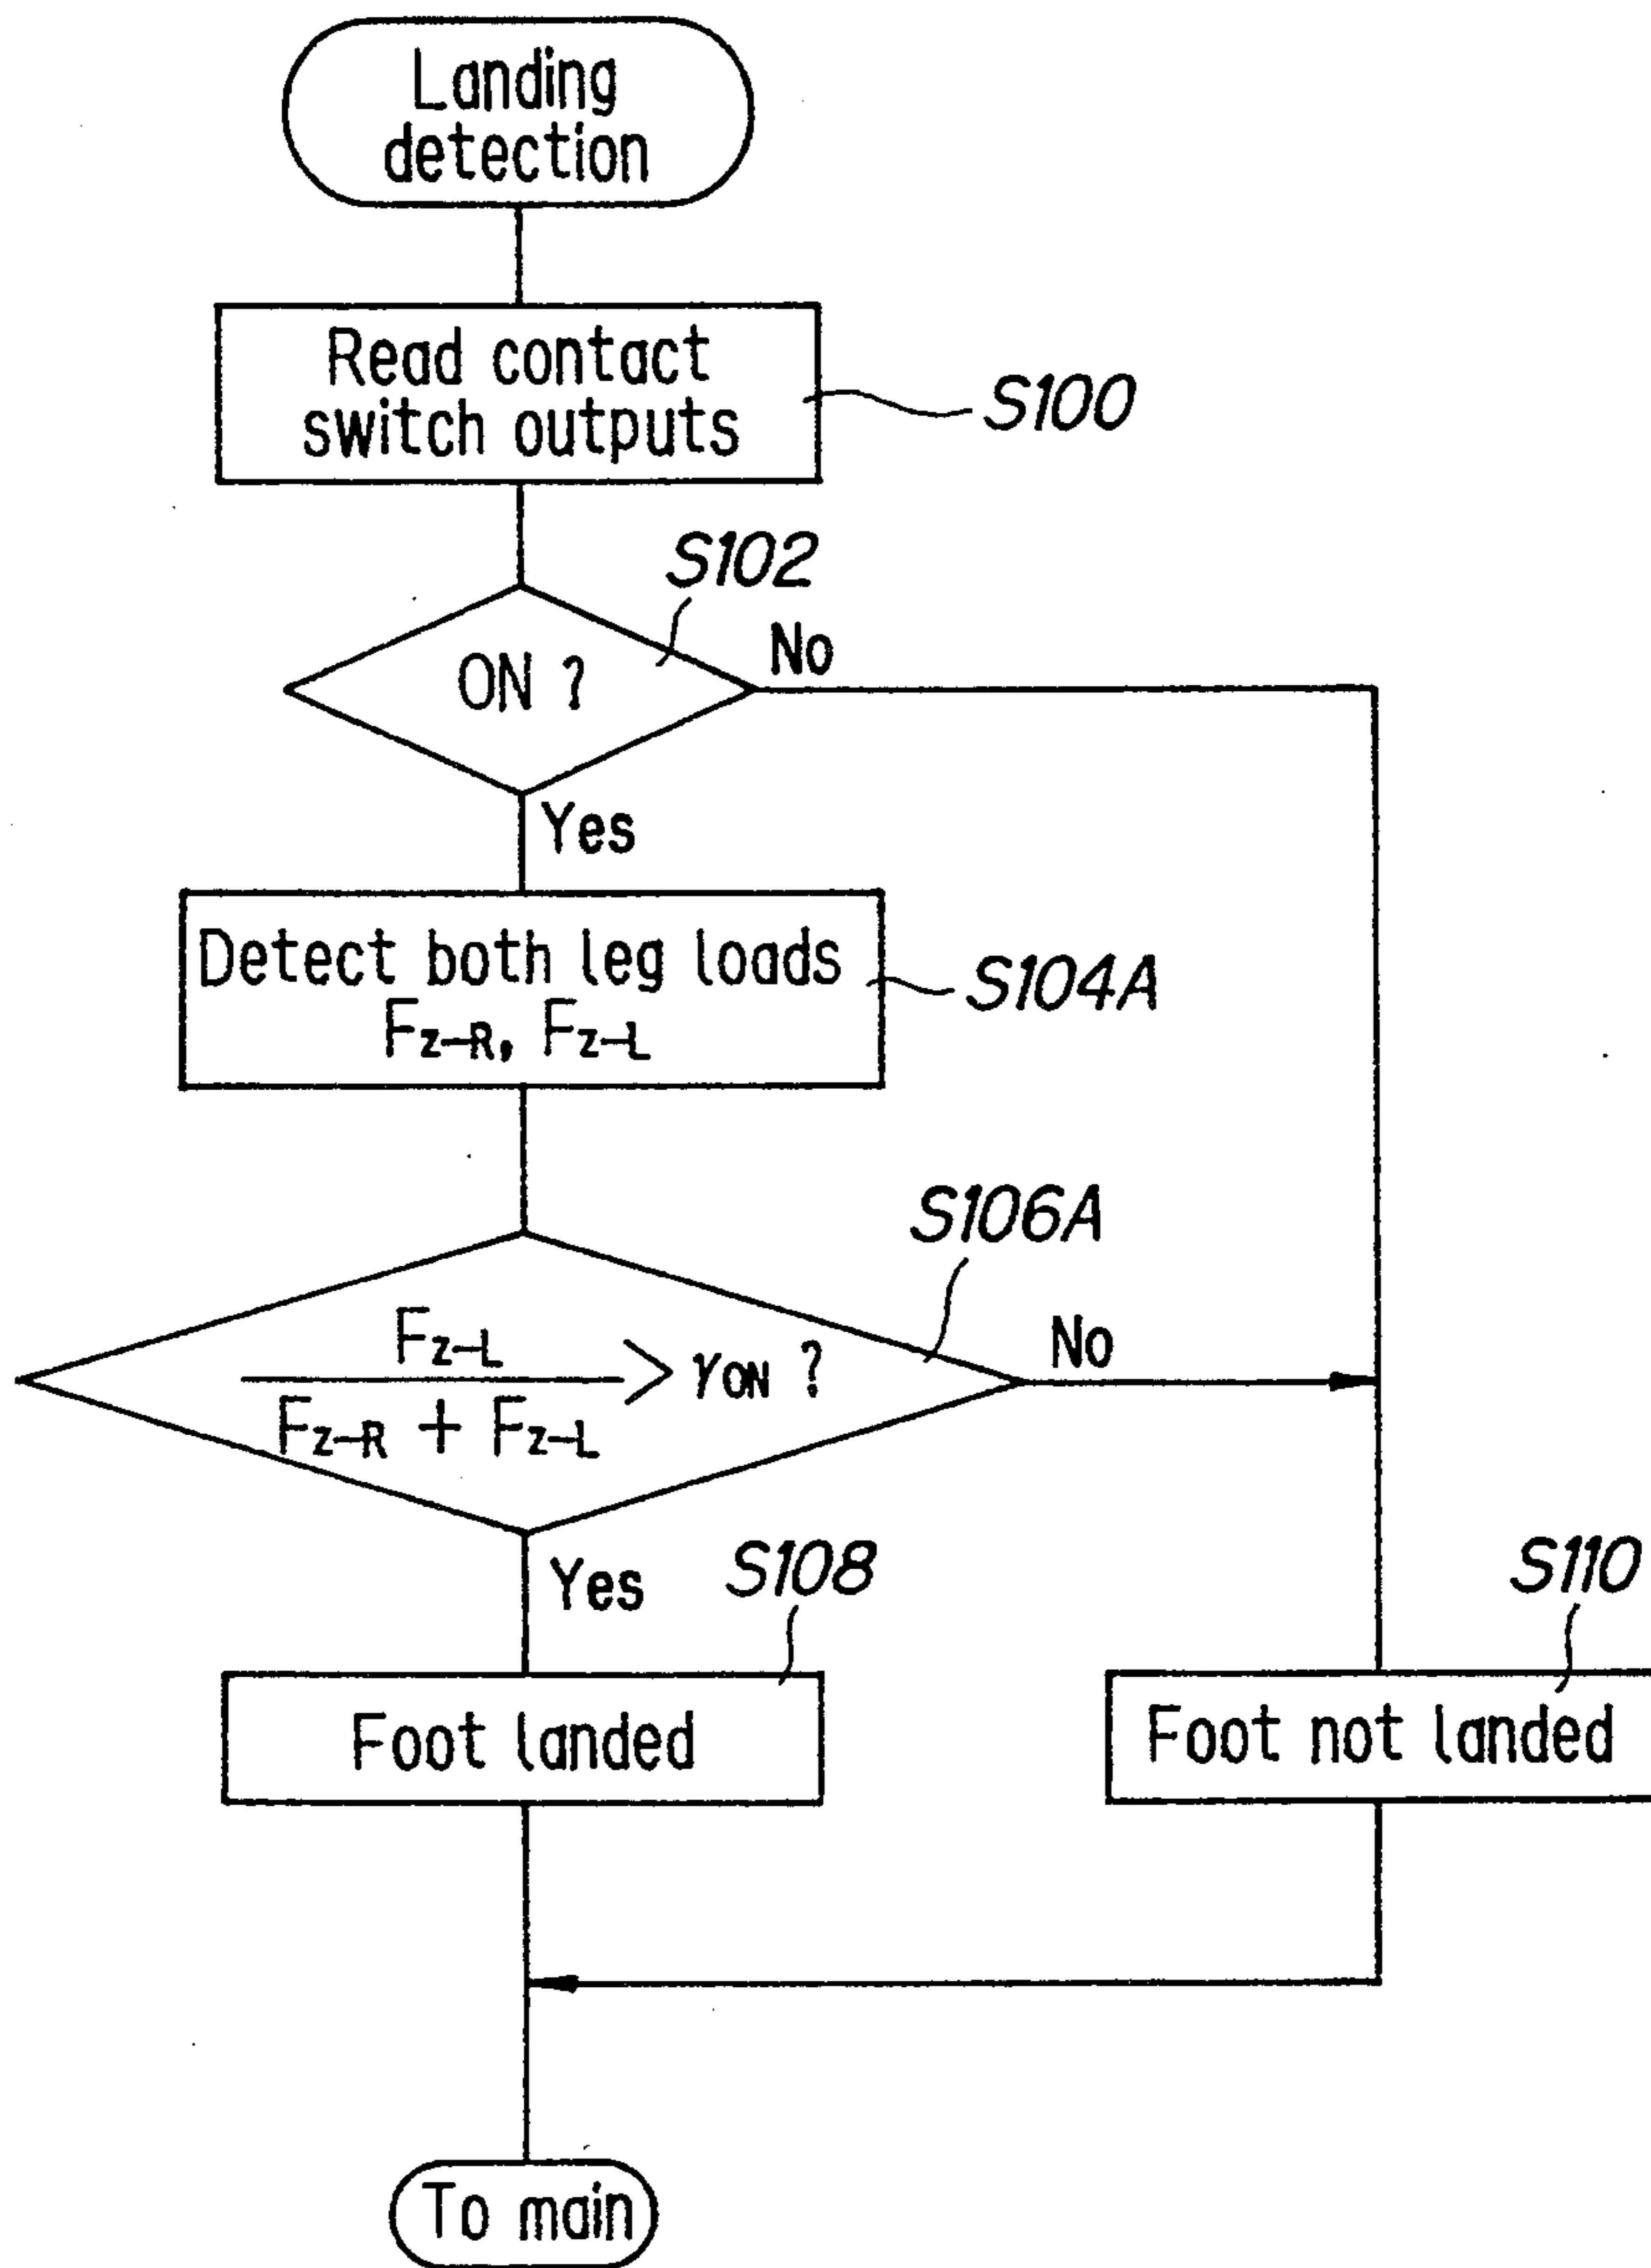 Landing
detection
Read contact
switch outputs
S100
S102
ON ?
No
Yes
Detect both leg loads
Fz-R, Fz-L
S104A
S106A
Fz-L
Fz-R + Fz-L
> γON ?
No
Yes
S108
S110
Foot landed
Foot not landed
To main